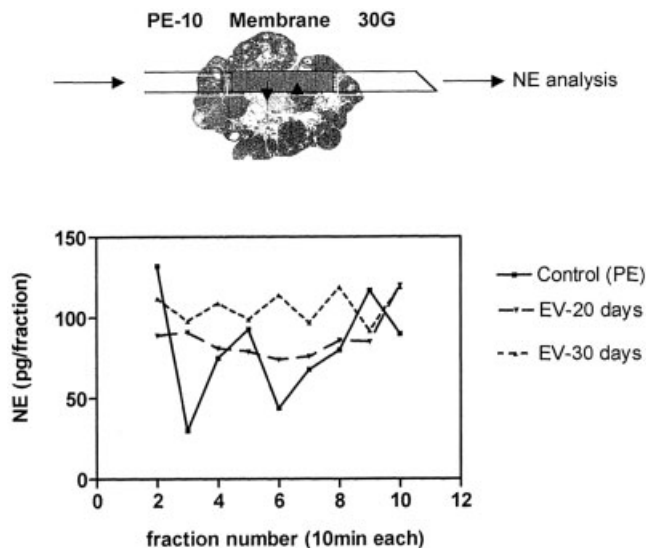 PE-10 Membrane 30G
NE analysis
NE (pg/fraction)
150
100
50
0
0 2 4 6 8 10 12
fraction number (10min each)
Control (PE)
EV-20 days
EV-30 days